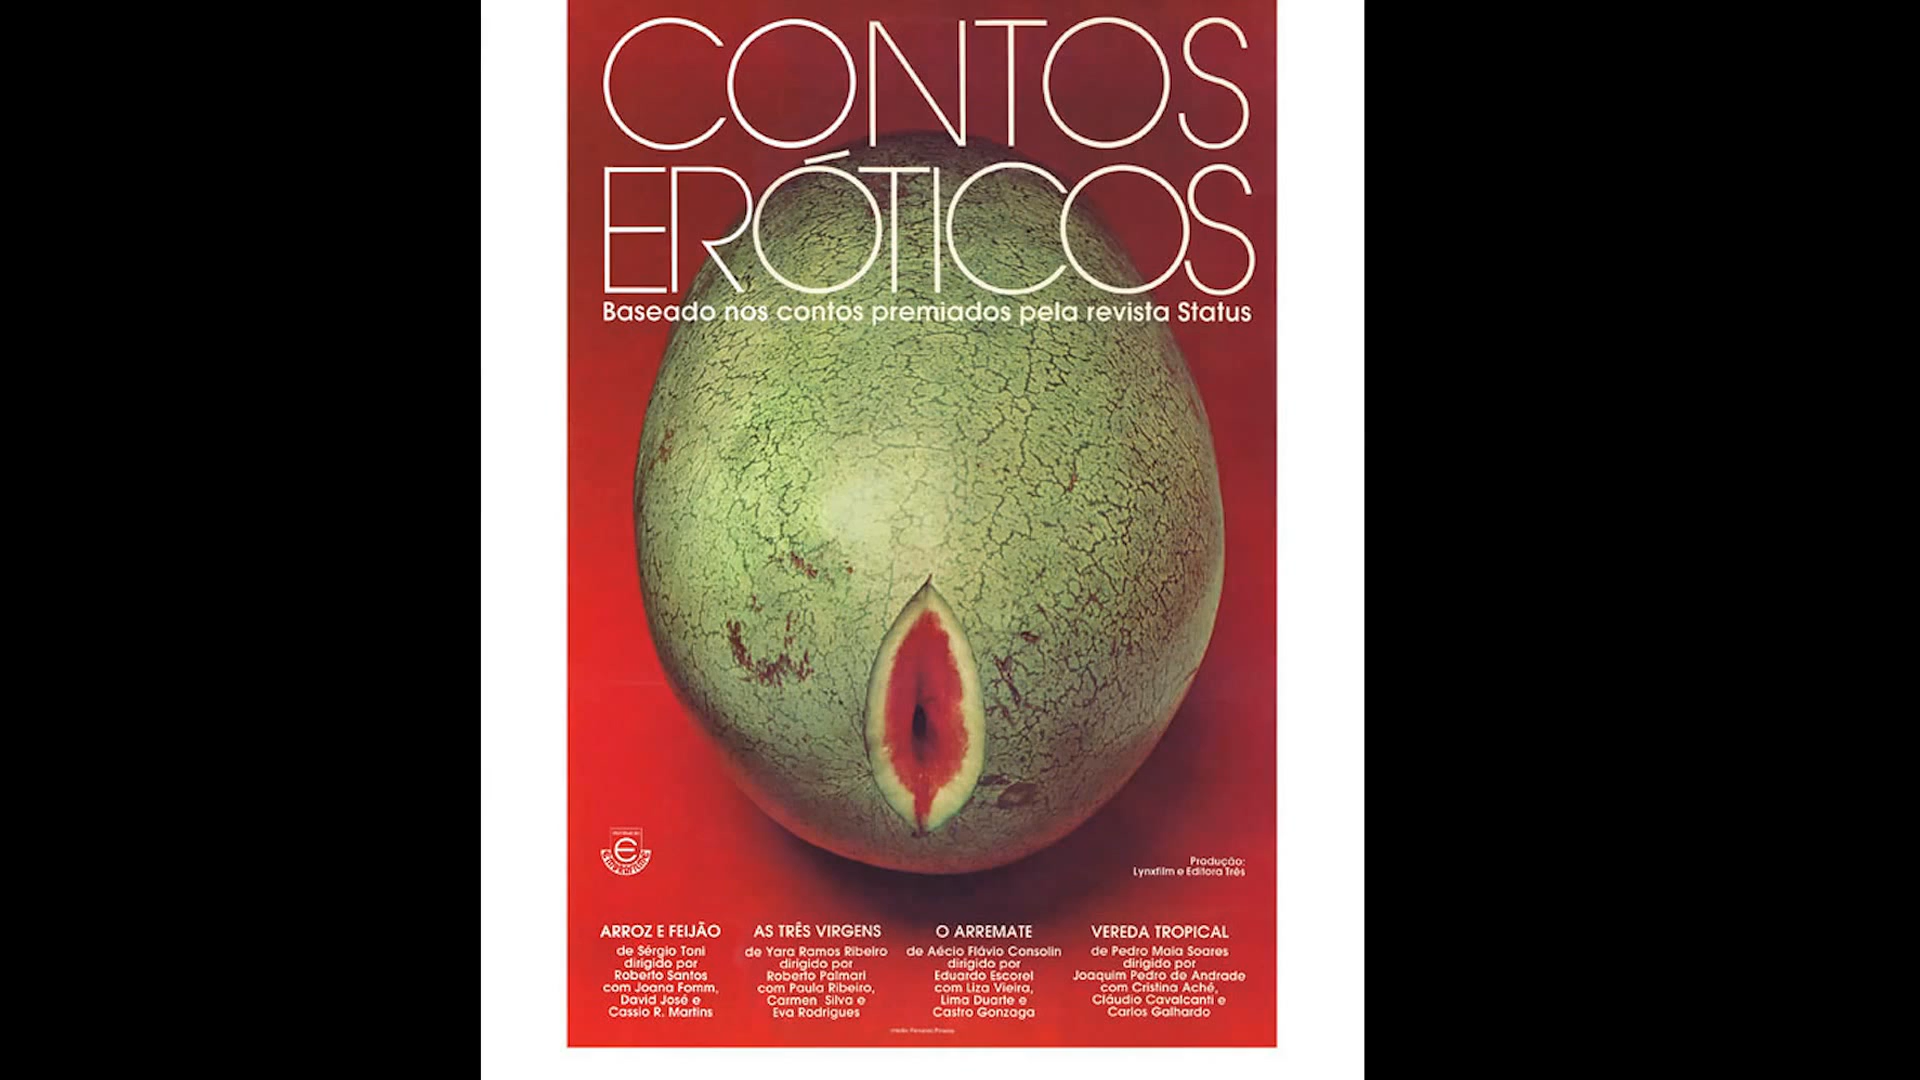 CONTOS
ERÓTICOS
Baseado nos contos premiados pela revista Status
Produção:
Lynxfilm e Editora Três
ARROZ E FEIJÃO
de Sérgio Toni
dirigido por
Roberto Santos
com Joana Fomm,
David José e
Cassio R. Martins
AS TRÊS VIRGENS
de Yara Ramos Ribeiro
dirigido por
Roberto Palmari
com Paula Ribeiro,
Carmen Silva e
Eva Rodrigues
O ARREMATE
de Aécio Flávio Consolin
dirigido por
Eduardo Escorel
com Liza Vieira,
Lima Duarte e
Castro Gonzaga
VEREDA TROPICAL
de Pedro Maia Soares
dirigido por
Joaquim Pedro de Andrade
com Cristina Aché,
Cláudio Cavalcanti e
Carlos Galhardo